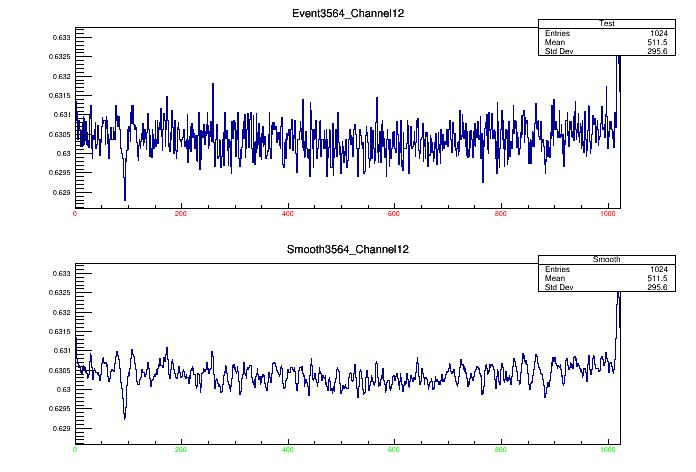 Event3564_Channel12
Test
Entries 1024
Mean 511.5
Std Dev 295.6
0.633
0.6325
0.632
0.6315
0.631
0.6305
0.63
0.6295
0.629
0 200 400 600 800 1000
Smooth3564_Channel12
Smooth
Entries 1024
Mean 511.5
Std Dev 295.6
0.633
0.6325
0.632
0.6315
0.631
0.6305
0.63
0.6295
0.629
0 200 400 600 800 1000